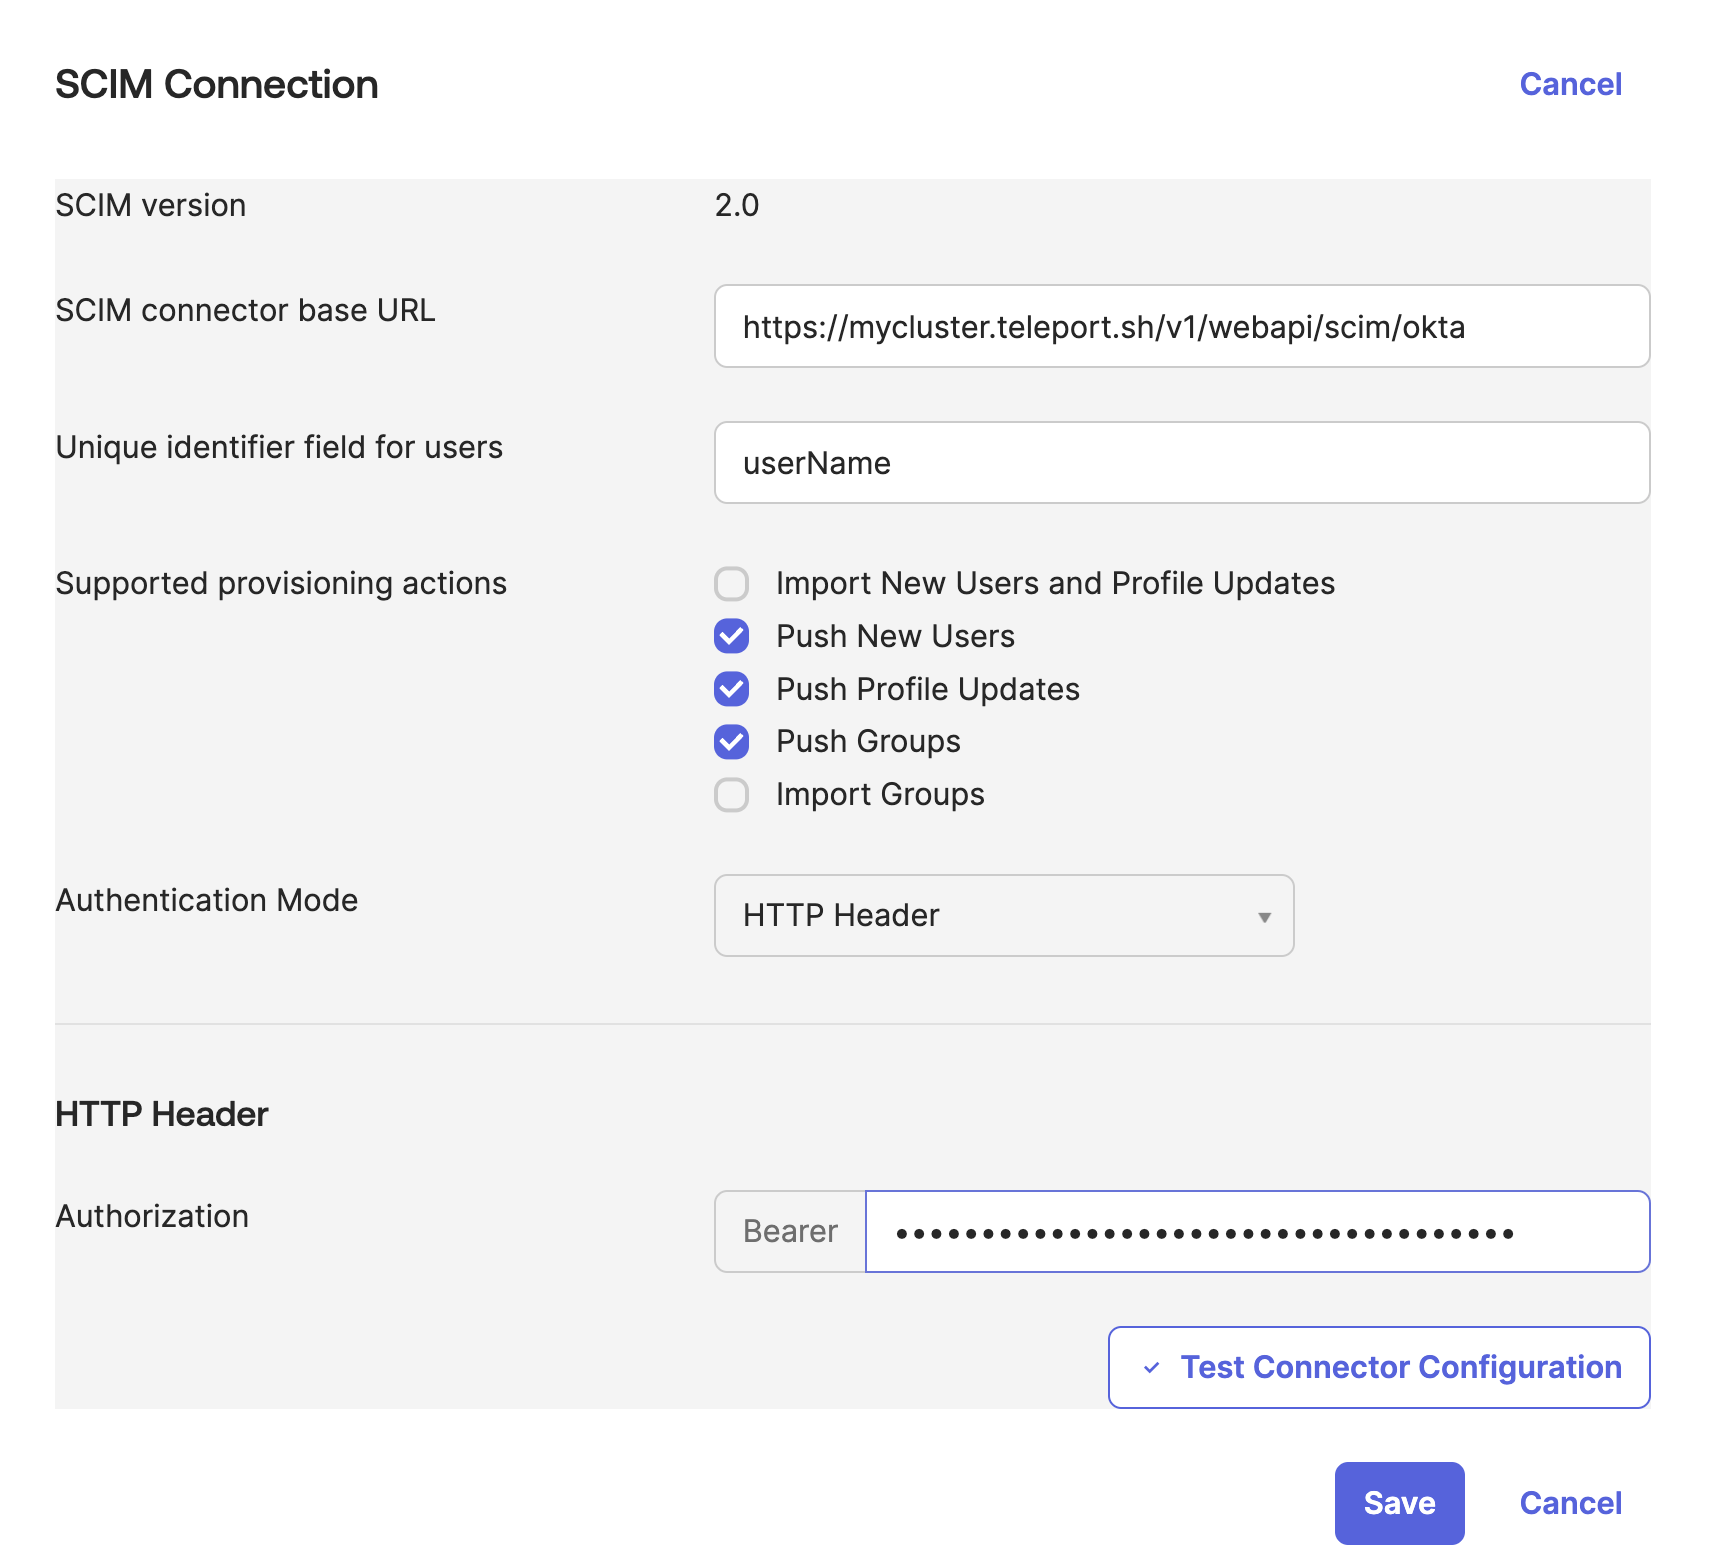 SCIM Connection
Cancel
SCIM version
2.0
SCIM connector base URL
https://mycluster.teleport.sh/v1/webapi/scim/okta
Unique identifier field for users
userName
Supported provisioning actions
Import New Users and Profile Updates
Push New Users
Push Profile Updates
Push Groups
Import Groups
Authentication Mode
HTTP Header
HTTP Header
Authorization
Bearer
Test Connector Configuration
Save
Cancel